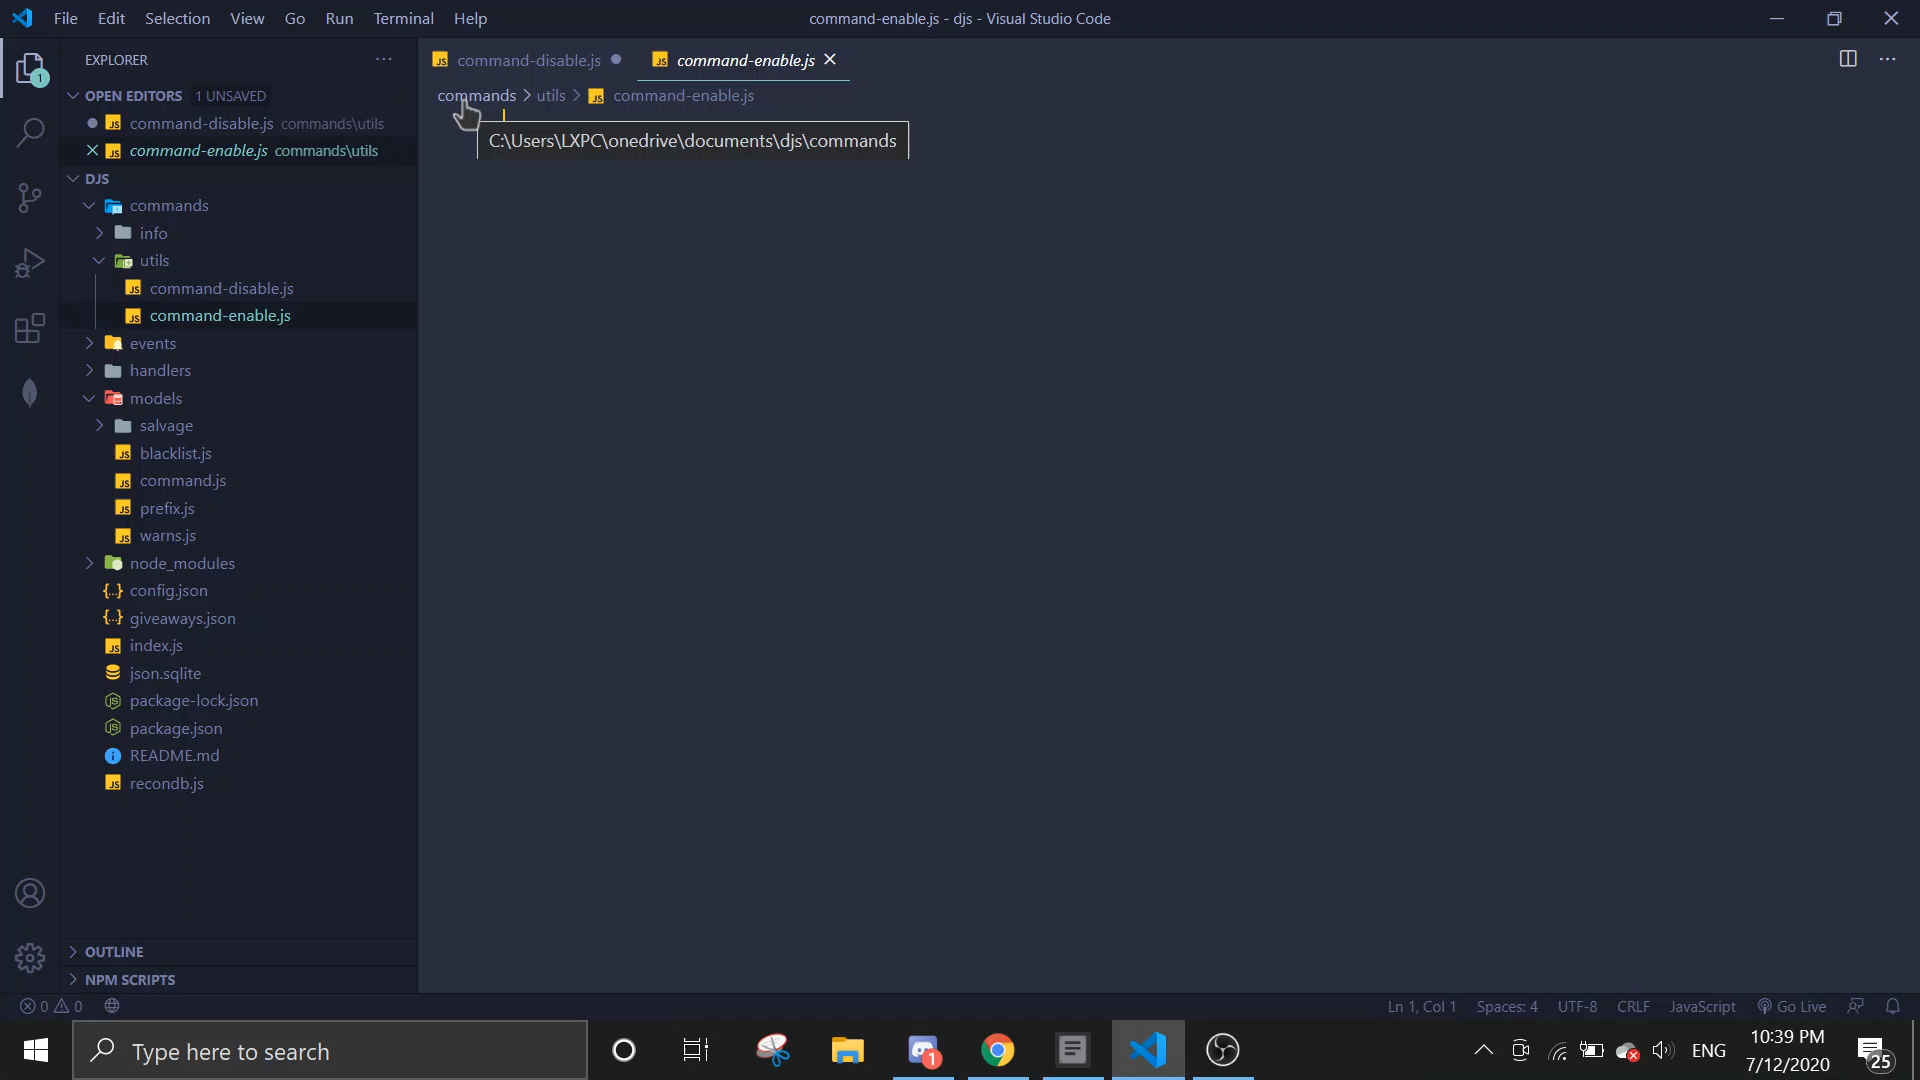 File Edit Selection View Go Run Terminal Help
command-enable.js - djs - Visual Studio Code
EXPLORER
1
OPEN EDITORS 1 UNSAVED
command-disable.js commands\utils
command-enable.js commands\utils
DJS
commands
info
utils
command-disable.js
command-enable.js
events
handlers
models
salvage
blacklist.js
command.js
prefix.js
warns.js
node_modules
config.json
giveaways.json
index.js
json.sqlite
package-lock.json
package.json
README.md
recondb.js
OUTLINE
NPM SCRIPTS
command-disable.js command-enable.js
commands > utils > command-enable.js
C:\Users\LXPC\onedrive\documents\djs\commands
0 0
Ln 1, Col 1 Spaces: 4 UTF-8 CRLF JavaScript Go Live
Type here to search
1
ENG
10:39 PM
7/12/2020
25